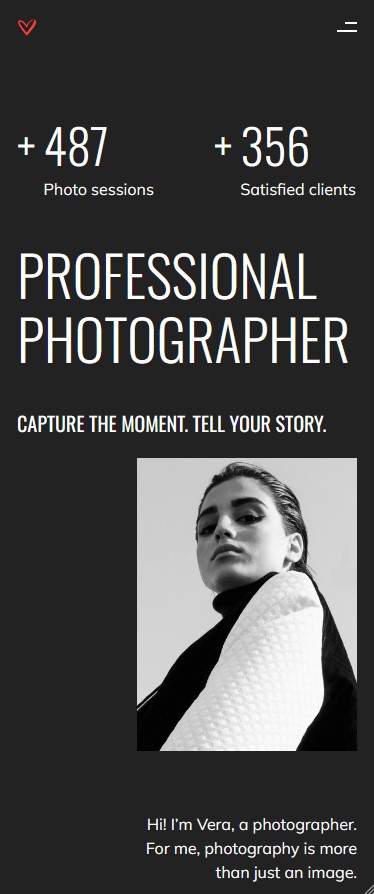 + 487
Photo sessions
+ 356
Satisfied clients
PROFESSIONAL
PHOTOGRAPHER
CAPTURE THE MOMENT. TELL YOUR STORY.
Hi! I’m Vera, a photographer.
For me, photography is more
than just an image.